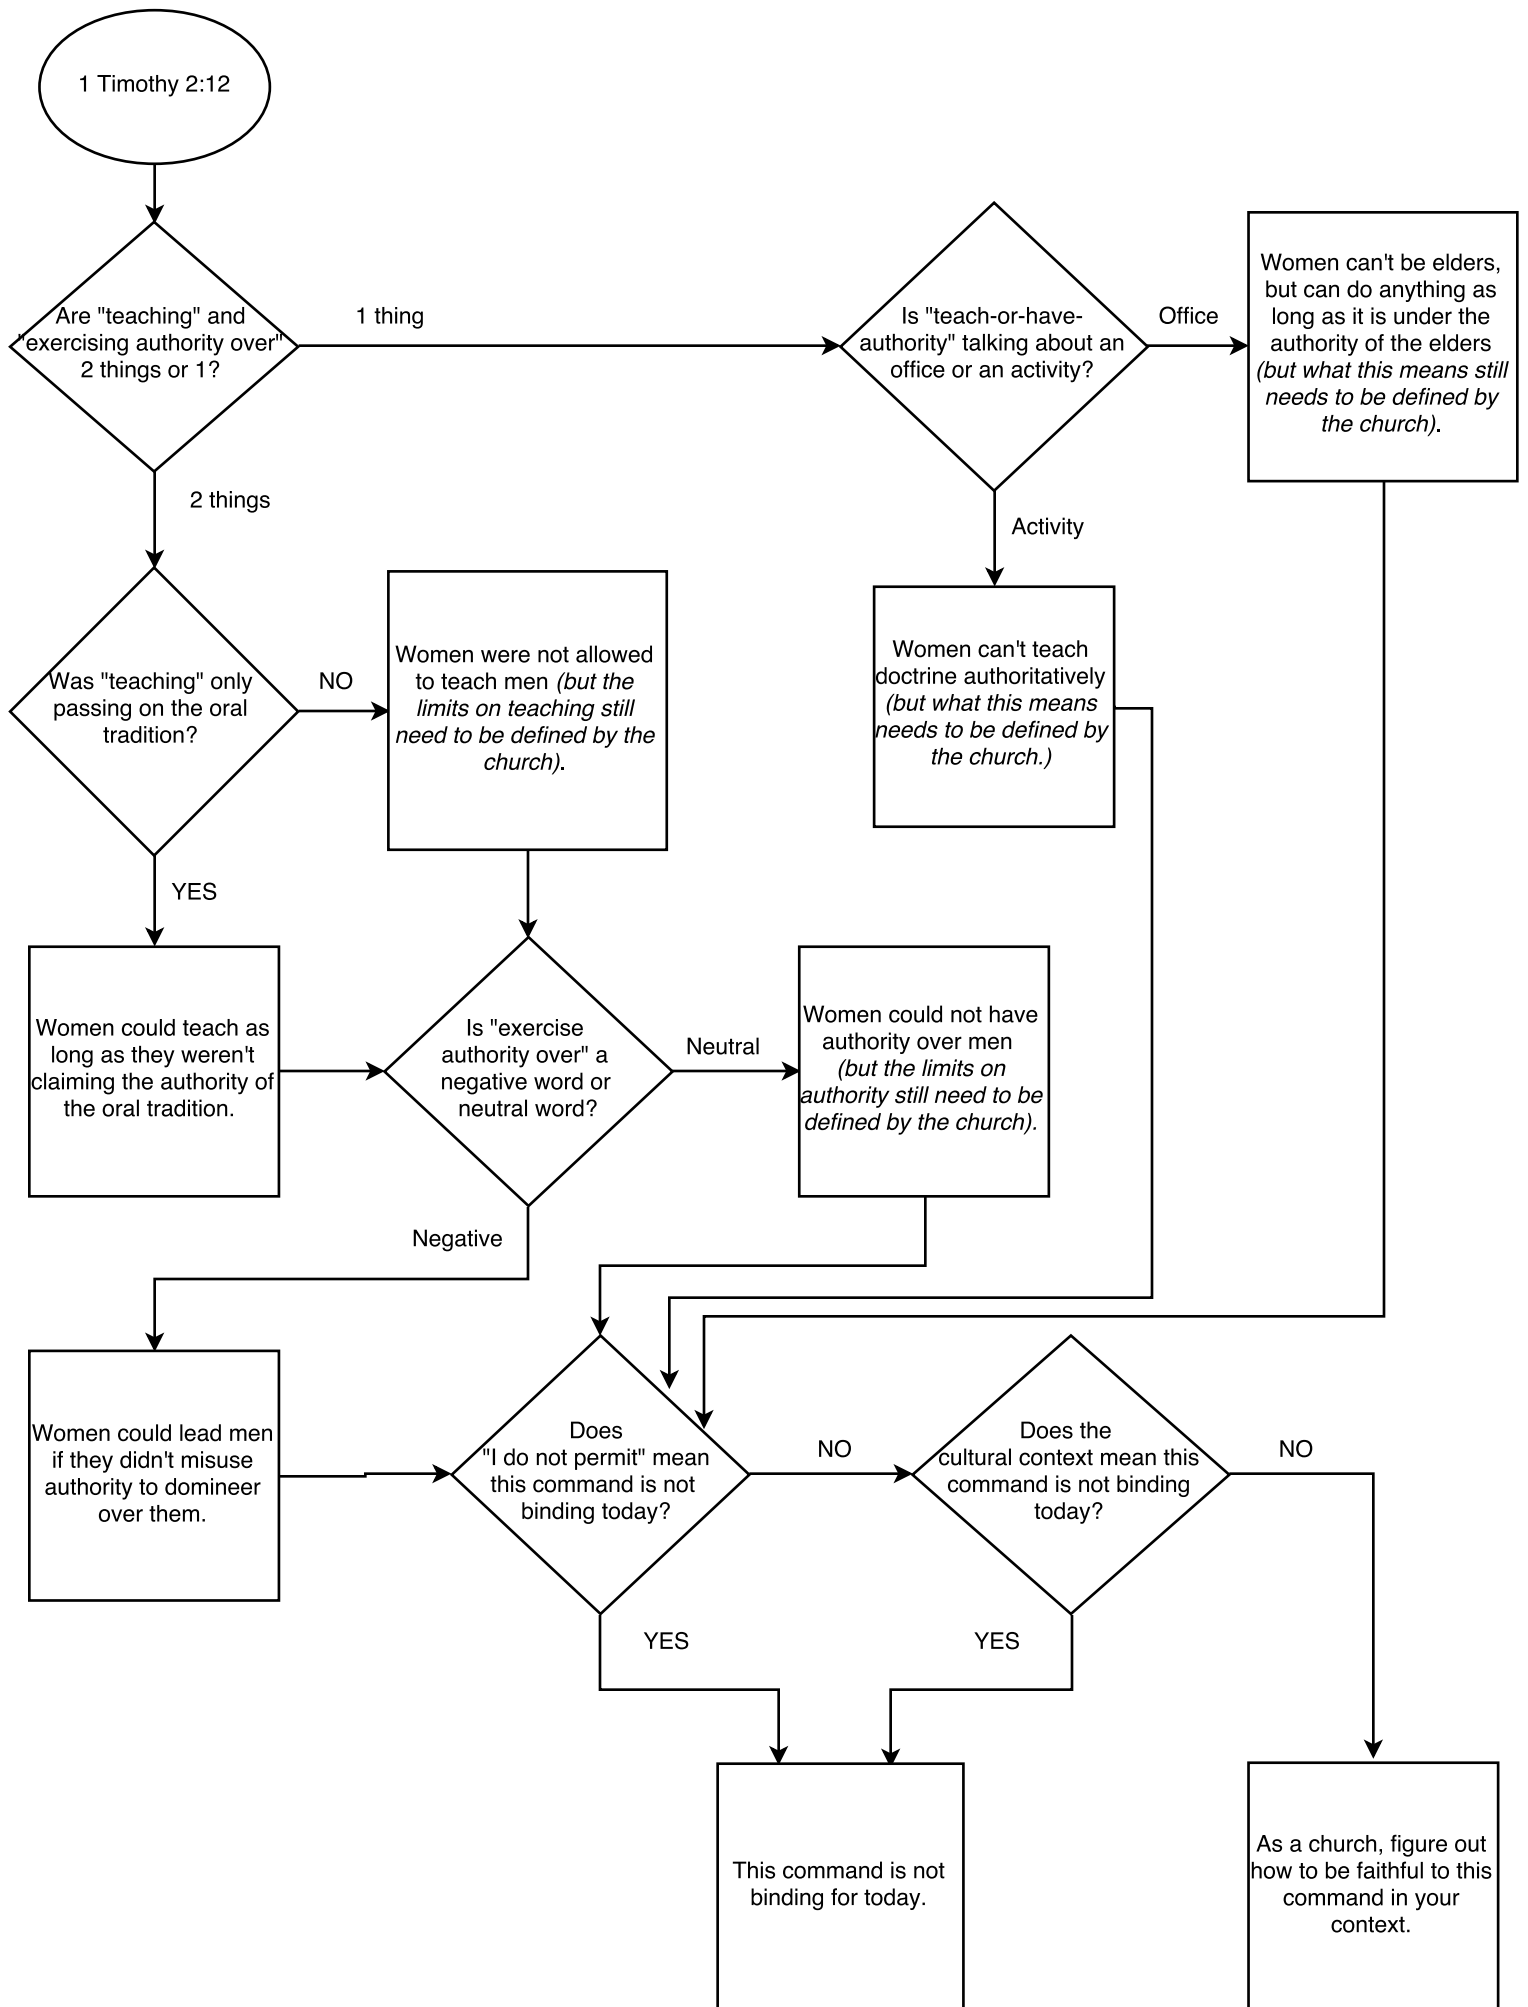 1 Timothy 2:12
Are "teaching" and
"exercising authority over"
2 things or 1?
1 thing
Is "teach-or-have-
authority" talking about an
office or an activity?
Office
Women can't be elders,
but can do anything as
long as it is under the
authority of the elders
(but what this means still
needs to be defined by
the church).
2 things
Activity
Was "teaching" only
passing on the oral
tradition?
NO
Women were not allowed
to teach men (but the
limits on teaching still
need to be defined by the
church).
Women can't teach
doctrine authoritatively
(but what this means
needs to be defined by
the church.)
YES
Women could teach as
long as they weren't
claiming the authority of
the oral tradition.
Is "exercise
authority over" a
negative word or
neutral word?
Neutral
Women could not have
authority over men
(but the limits on
authority still need to be
defined by the church).
Negative
Women could lead men
if they didn't misuse
authority to domineer
over them.
Does
"I do not permit" mean
this command is not
binding today?
NO
Does the
cultural context mean this
command is not binding
today?
NO
YES
YES
This command is not
binding for today.
As a church, figure out
how to be faithful to this
command in your
context.